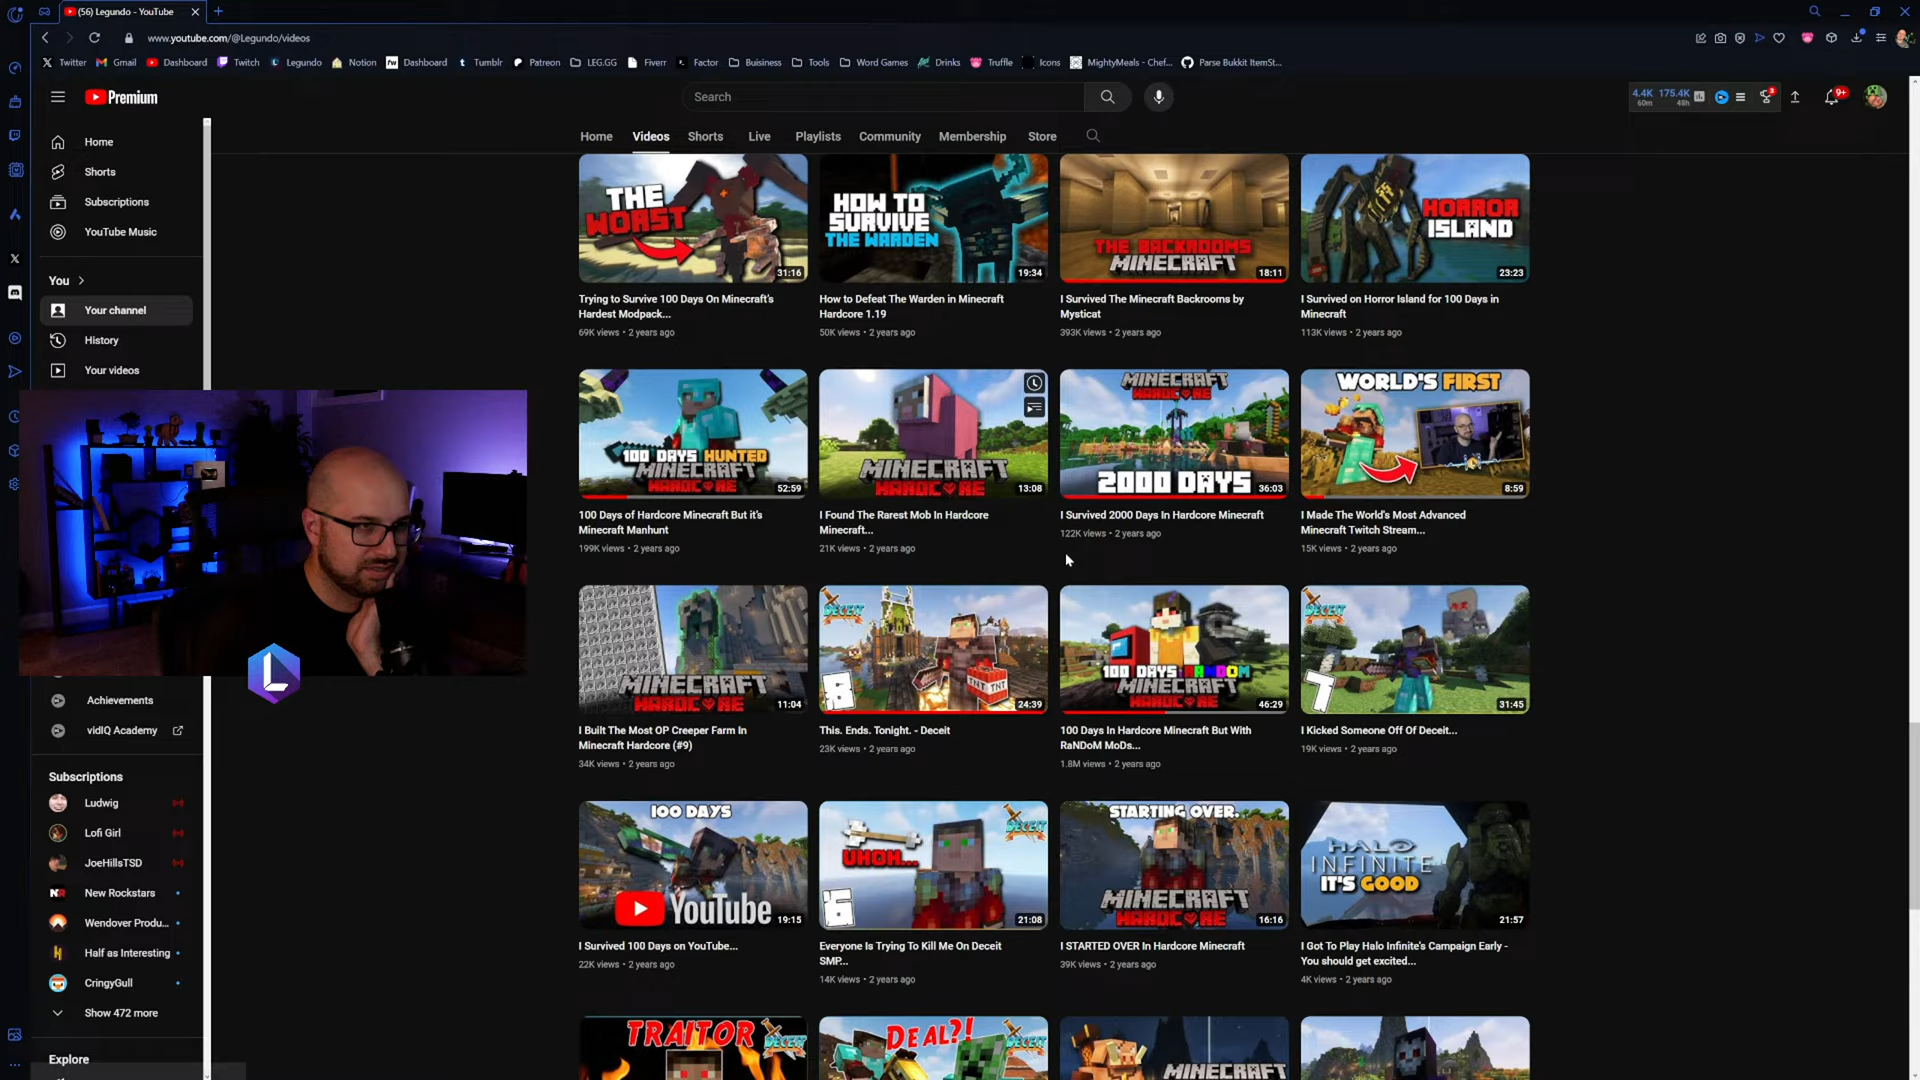 (56) Legundo - YouTube
www.youtube.com/@Legundo/videos
Twitter
Gmail
Dashboard
Twitch
Legundo
Notion
fw Dashboard
Tumblr
Patreon
LEG.GG
Fiverr
Factor
Buisiness
Tools
Word Games
Drinks
Truffle
Icons
MightyMeals - Chef...
Parse Bukkit ItemSt...
Premium
Search
4.4K 175.4K
60m 48h
9+
Home
Videos
Shorts
Live
Playlists
Community
Membership
Store
Home
Shorts
Subscriptions
YouTube Music
You
Your channel
History
Your videos
Achievements
vidIQ Academy
Subscriptions
Ludwig
Lofi Girl
JoeHillsTSD
New Rockstars
Wendover Produ...
Half as Interesting
CringyGull
Show 472 more
Explore
THE
WORST
31:16
Trying to Survive 100 Days On Minecraft's
Hardest Modpack...
69K views • 2 years ago
HOW TO
SURVIVE
THE WARDEN
19:34
How to Defeat The Warden in Minecraft
Hardcore 1.19
50K views • 2 years ago
THE BACKROOMS
MINECRAFT
18:11
I Survived The Minecraft Backrooms by
Mysticat
393K views • 2 years ago
HORROR
ISLAND
23:23
I Survived on Horror Island for 100 Days in
Minecraft
113K views • 2 years ago
100 DAYS HUNTED
MINECRAFT
HARDCORE
52:59
100 Days of Hardcore Minecraft But it's
Minecraft Manhunt
199K views • 2 years ago
MINECRAFT
HARDCORE
13:08
I Found The Rarest Mob In Hardcore
Minecraft...
21K views • 2 years ago
MINECRAFT
HARDCORE
2000 DAYS
36:03
I Survived 2000 Days In Hardcore Minecraft
122K views • 2 years ago
WORLD'S FIRST
8:59
I Made The World's Most Advanced
Minecraft Twitch Stream...
15K views • 2 years ago
MINECRAFT
HARDCORE
11:04
I Built The Most OP Creeper Farm In
Minecraft Hardcore (#9)
34K views • 2 years ago
DECEIT
TNT TNT
8
24:39
This. Ends. Tonight. - Deceit
23K views • 2 years ago
100 DAYS RANDOM
MINECRAFT
HARDCORE
46:29
100 Days In Hardcore Minecraft But With
RaNDoM MoDs...
1.8M views • 2 years ago
DECEIT
7
31:45
I Kicked Someone Off Of Deceit...
19K views • 2 years ago
100 DAYS
YouTube
19:15
I Survived 100 Days on YouTube...
22K views • 2 years ago
DECEIT
UHOH...
6
21:08
Everyone Is Trying To Kill Me On Deceit
SMP...
14K views • 2 years ago
STARTING OVER.
MINECRAFT
HARDCORE
16:16
I STARTED OVER In Hardcore Minecraft
39K views • 2 years ago
HALO
INFINITE
IT'S GOOD
21:57
I Got To Play Halo Infinite's Campaign Early -
You should get excited...
4K views • 2 years ago
TRAITOR
DECEIT
DEAL?!
DECEIT
MINECRAFT